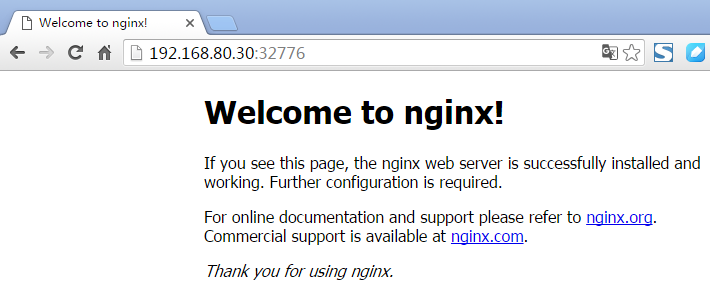 Welcome to nginx!
192.168.80.30:32776
Welcome to nginx!
If you see this page, the nginx web server is successfully installed and
working. Further configuration is required.
For online documentation and support please refer to nginx.org.
Commercial support is available at nginx.com.
Thank you for using nginx.